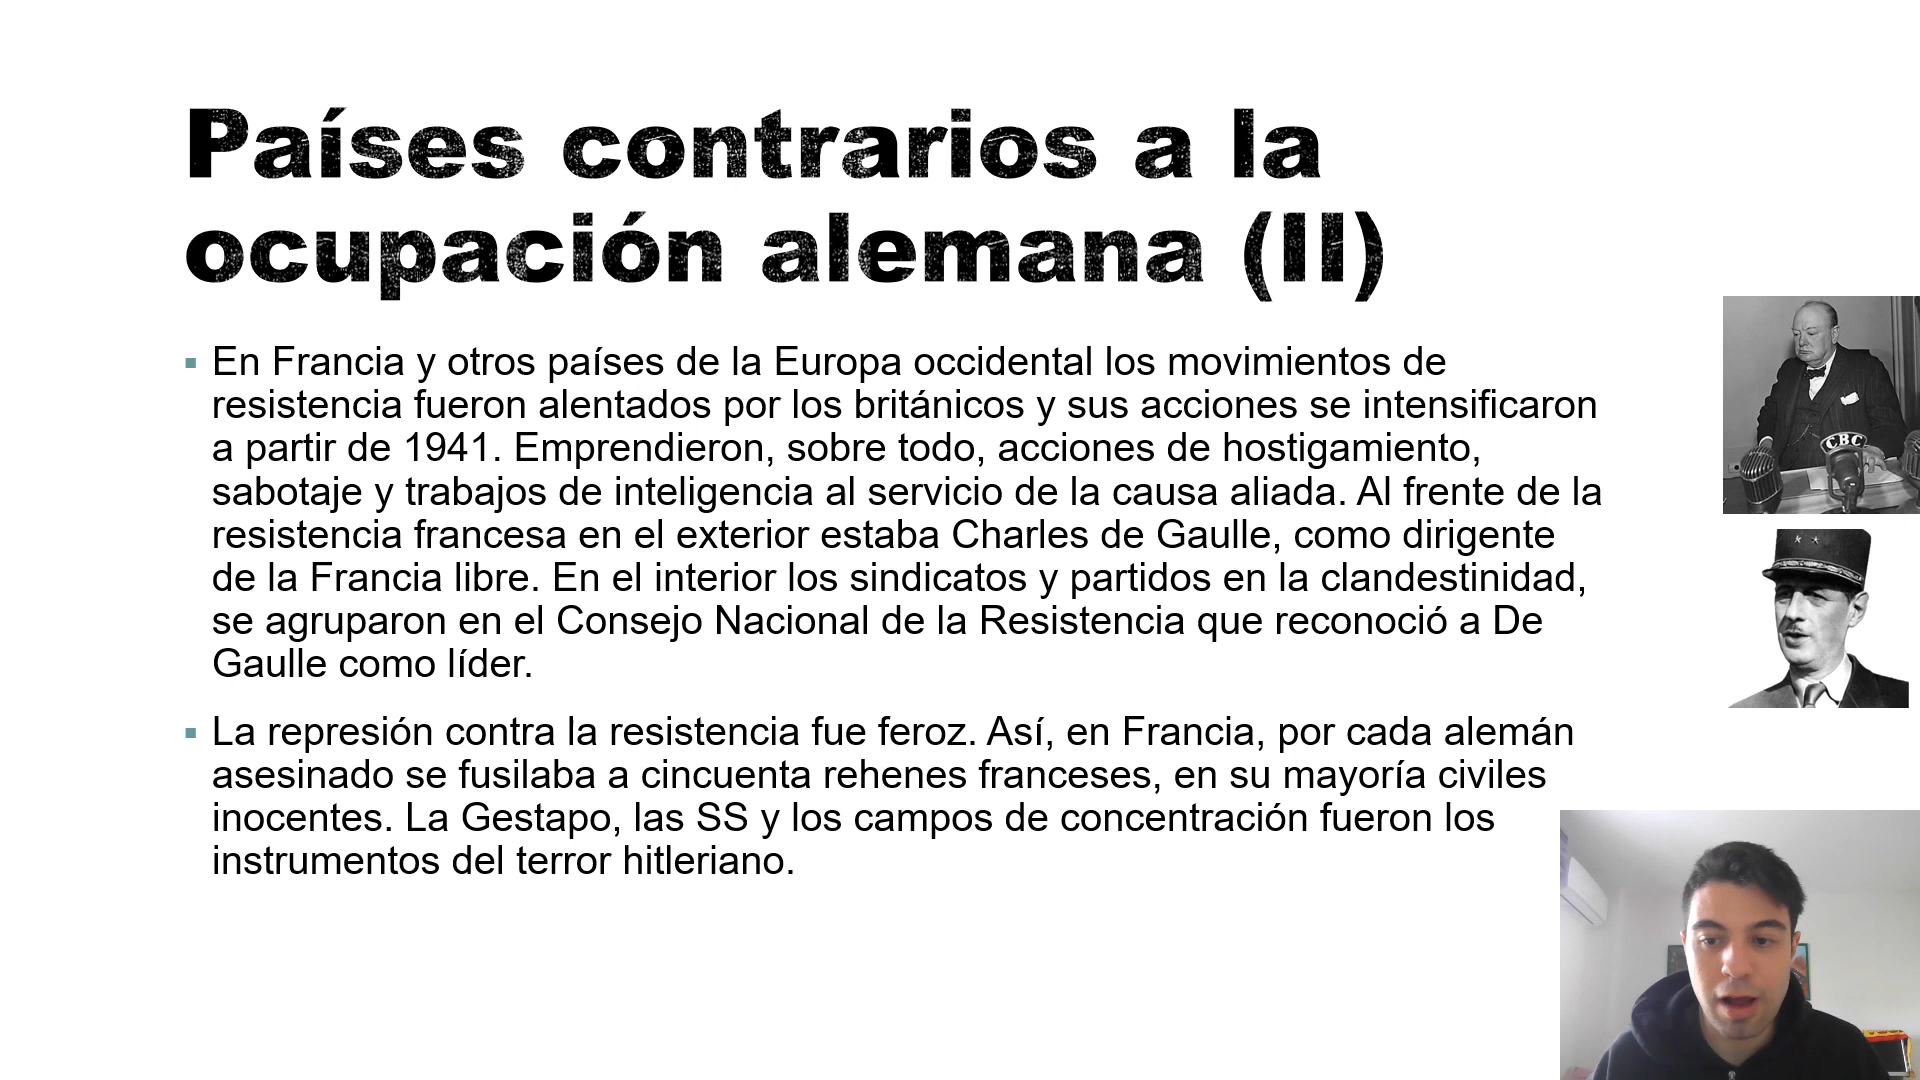 Países contrarios a la
ocupación alemana (II)
En Francia y otros países de la Europa occidental los movimientos de
resistencia fueron alentados por los británicos y sus acciones se intensificaron
a partir de 1941. Emprendieron, sobre todo, acciones de hostigamiento,
sabotaje y trabajos de inteligencia al servicio de la causa aliada. Al frente de la
resistencia francesa en el exterior estaba Charles de Gaulle, como dirigente
de la Francia libre. En el interior los sindicatos y partidos en la clandestinidad,
se agruparon en el Consejo Nacional de la Resistencia que reconoció a De
Gaulle como líder.
La represión contra la resistencia fue feroz. Así, en Francia, por cada alemán
asesinado se fusilaba a cincuenta rehenes franceses, en su mayoría civiles
inocentes. La Gestapo, las SS y los campos de concentración fueron los
instrumentos del terror hitleriano.
CBC